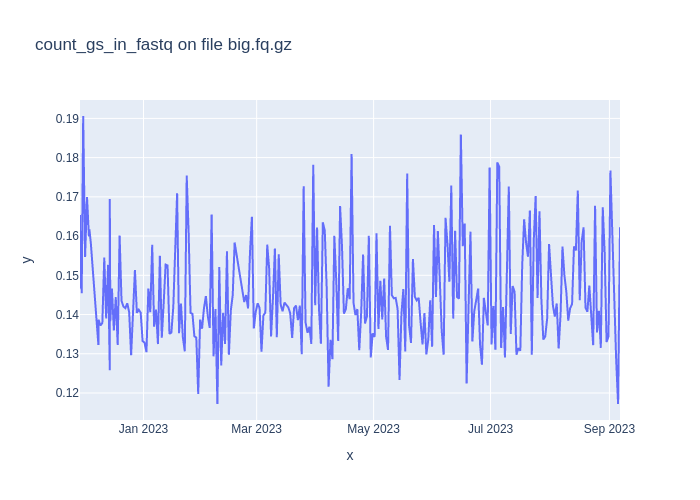 count_gs_in_fastq on file big.fq.gz
0.19
0.18
0.17
0.16
0.15
0.14
0.13
0.12
y
Jan 2023
Mar 2023
May 2023
Jul 2023
Sep 2023
x